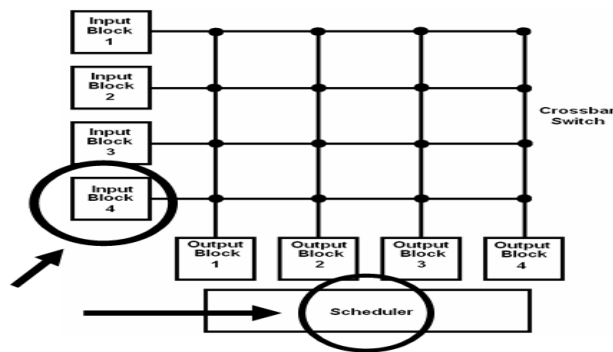 Input
Block
1
Input
Block
2
Input
Block
3
Input
Block
4
Crossbar
Switch
Output
Block
1
Output
Block
2
Output
Block
3
Output
Block
4
Scheduler